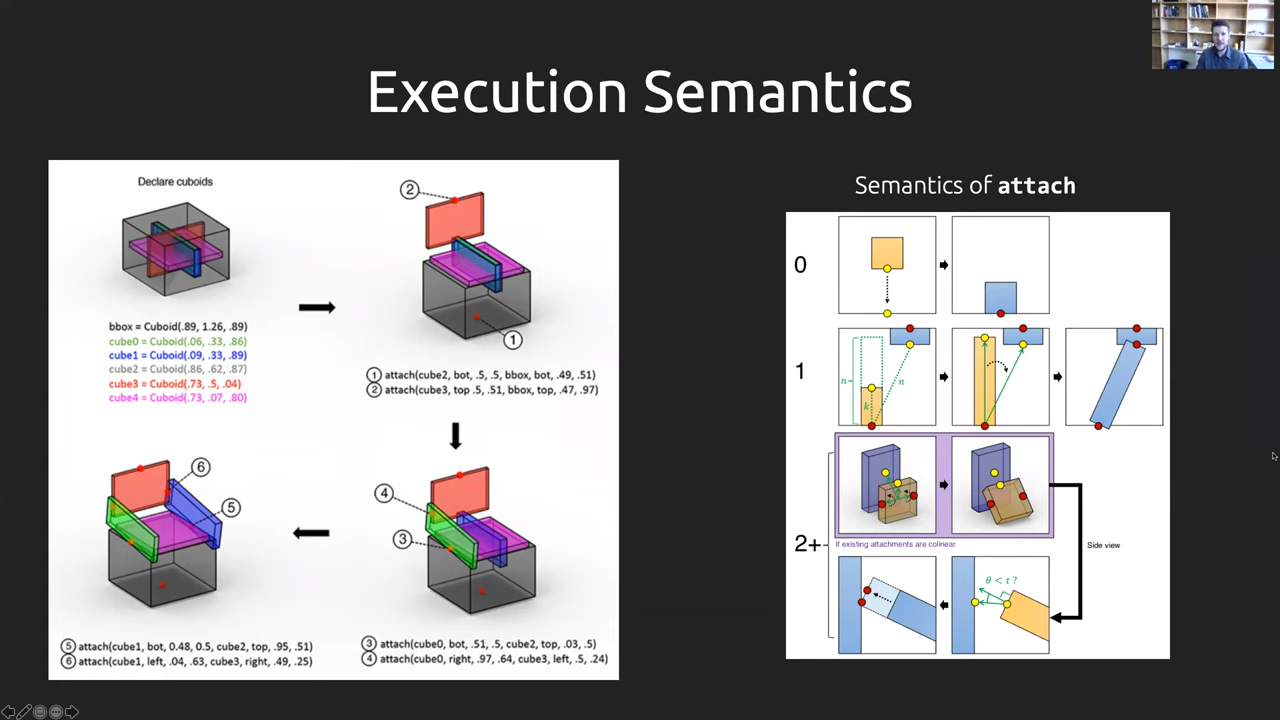 Execution Semantics
Declare cuboids
bbox = Cuboid(.89, 1.26, .89)
cube0 = Cuboid(.06, .33, .86)
cube1 = Cuboid(.09, .33, .89)
cube2 = Cuboid(.86, .62, .87)
cube3 = Cuboid(.73, .5, .04)
cube4 = Cuboid(.73, .07, .80)
2
1
① attach(cube2, bot, .5, .5, bbox, bot, .49, .51)
② attach(cube3, top .5, .51, bbox, top, .47, .97)
4
3
③ attach(cube0, bot, .51, .5, cube2, top, .03, .5)
④ attach(cube0, right, .97, .64, cube3, left, .5, .24)
6
5
⑤ attach(cube1, bot, 0.48, 0.5, cube2, top, .95, .51)
⑥ attach(cube1, left, .04, .63, cube3, right, .49, .25)
Semantics of attach
0
1
n
k
n
2+
If existing attachments are colinear
Side view
θ < τ ?